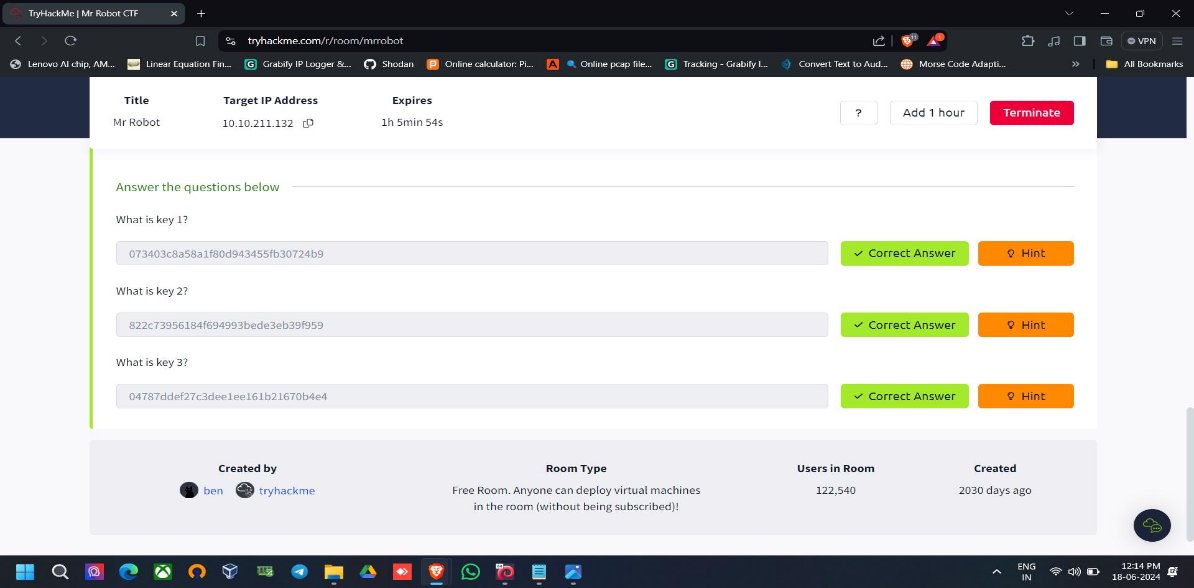 TryHackMe | Mr Robot CTF
tryhackme.com/r/room/mrrobot
VPN
Lenovo AI chip, AM...
Linear Equation Fin...
Grabify IP Logger &...
Shodan
Online calculator: Pi...
Online pcap file...
Tracking - Grabify I...
Convert Text to Aud...
Morse Code Adapti...
All Bookmarks
Title
Target IP Address
Expires
Mr Robot
10.10.211.132
1h 5min 54s
?
Add 1 hour
Terminate
Answer the questions below
What is key 1?
073403c8a58a1f80d943455fb30724b9
Correct Answer
Hint
What is key 2?
822c73956184f694993bede3eb39f959
Correct Answer
Hint
What is key 3?
04787ddef27c3dee1ee161b21670b4e4
Correct Answer
Hint
Created by
Room Type
Users in Room
Created
ben
tryhackme
Free Room. Anyone can deploy virtual machines
in the room (without being subscribed)!
122,540
2030 days ago
ENG
IN
12:14 PM
18-06-2024